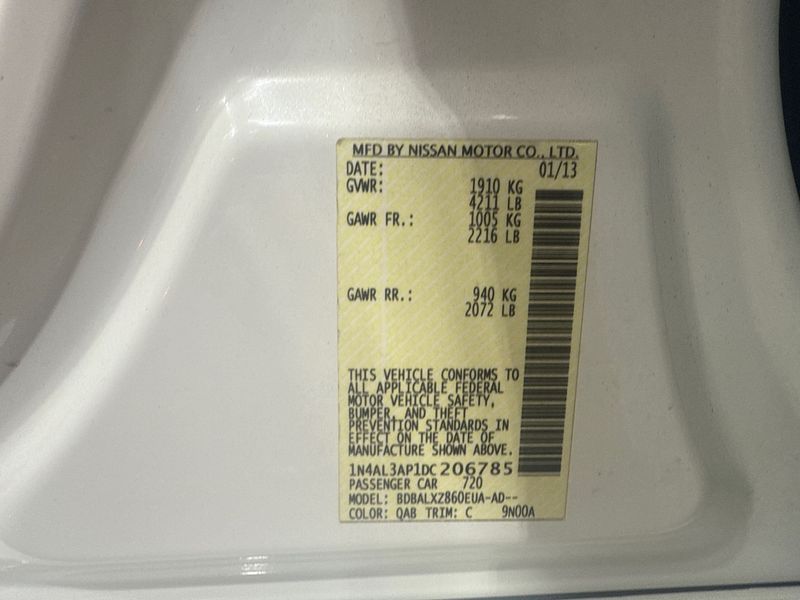 MFD BY NISSAN MOTOR CO., LTD.
DATE: 01/13
GVWR: 1910 KG
4211 LB
GAWR FR.: 1005 KG
2216 LB
GAWR RR.: 940 KG
2072 LB
THIS VEHICLE CONFORMS TO
ALL APPLICABLE FEDERAL
MOTOR VEHICLE SAFETY,
BUMPER, AND THEFT
PREVENTION STANDARDS IN
EFFECT ON THE DATE OF
MANUFACTURE SHOWN ABOVE.
1N4AL3AP1DC206785
PASSENGER CAR 720
MODEL: BDBALXZ860EUA-AD--
COLOR: QAB TRIM: C 9N00A